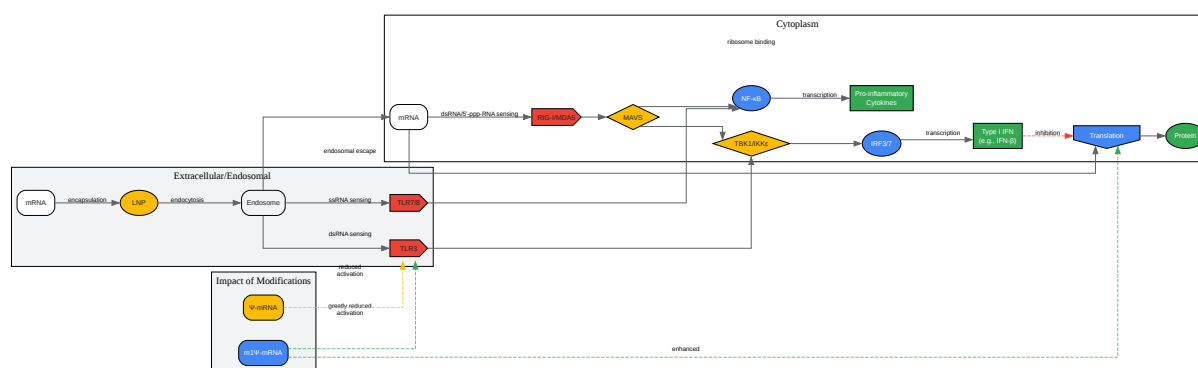 Cytoplasm
ribosome binding
NF-κB
transcription
Pro-inflammatory
Cytokines
mRNA
dsRNA/5'-ppp-RNA sensing
RIG-I/MDA5
MAVS
TBK1/IKKε
IRF3/7
transcription
Type I IFN
(e.g., IFN-β)
inhibition
Translation
Protein
endosomal escape
Extracellular/Endosomal
mRNA
encapsulation
LNP
endocytosis
Endosome
ssRNA sensing
TLR7/8
dsRNA sensing
TLR3
reduced
activation
Impact of Modifications
Ψ-mRNA
greatly reduced
activation
m1Ψ-mRNA
enhanced